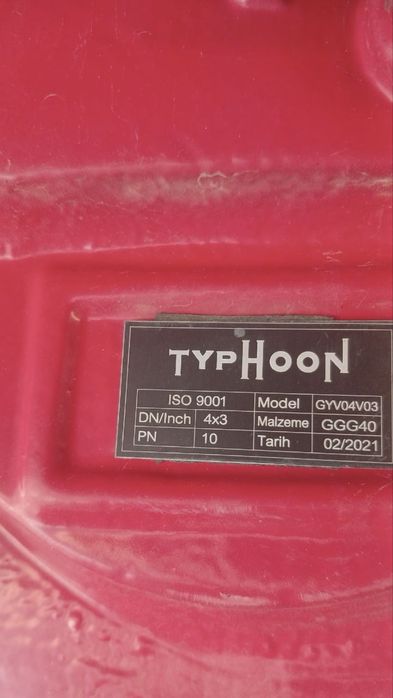 TYPHOON
ISO 9001 Model GYV04V03
DN/Inch 4x3 Malzeme GGG40
PN 10 Tarih 02/2021